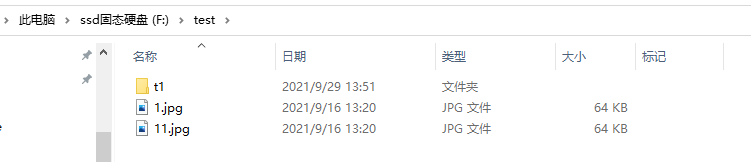 此电脑 > ssd固态硬盘 (F:) > test >
名称 日期 类型 大小 标记
t1 2021/9/29 13:51 文件夹
1.jpg 2021/9/16 13:20 JPG 文件 64 KB
11.jpg 2021/9/16 13:20 JPG 文件 64 KB